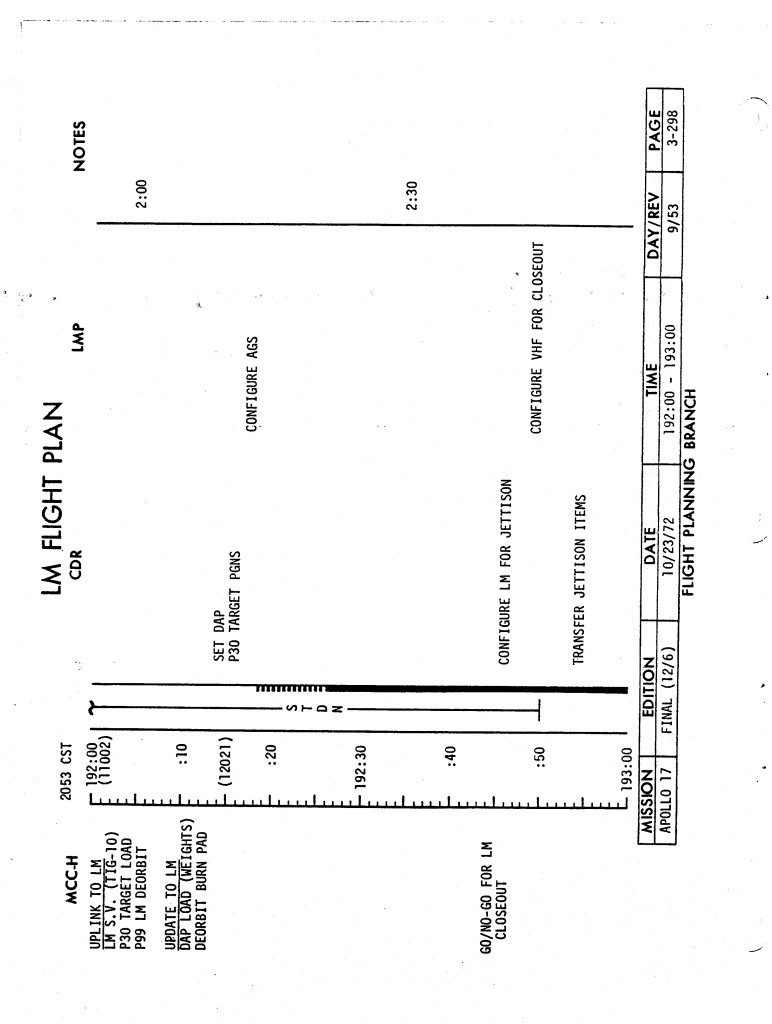 LM FLIGHT PLAN
MCC-H
2053 CST
CDR
LMP
NOTES
UPLINK TO LM
LM S.V. (TIG-10)
P30 TARGET LOAD
P99 LM DEORBIT
UPDATE TO LM
DAP LOAD (WEIGHTS)
DEORBIT BURN PAD
GO/NO-GO FOR LM
CLOSEOUT
192:00
(11002)
:10
(12021)
:20
192:30
:40
:50
193:00
STDN
SET DAP
P30 TARGET PGNS
CONFIGURE LM FOR JETTISON
TRANSFER JETTISON ITEMS
CONFIGURE AGS
CONFIGURE VHF FOR CLOSEOUT
2:00
2:30
MISSION EDITION DATE TIME DAY/REV PAGE
APOLLO 17 FINAL (12/6) 10/23/72 192:00 - 193:00 9/53 3-298
FLIGHT PLANNING BRANCH